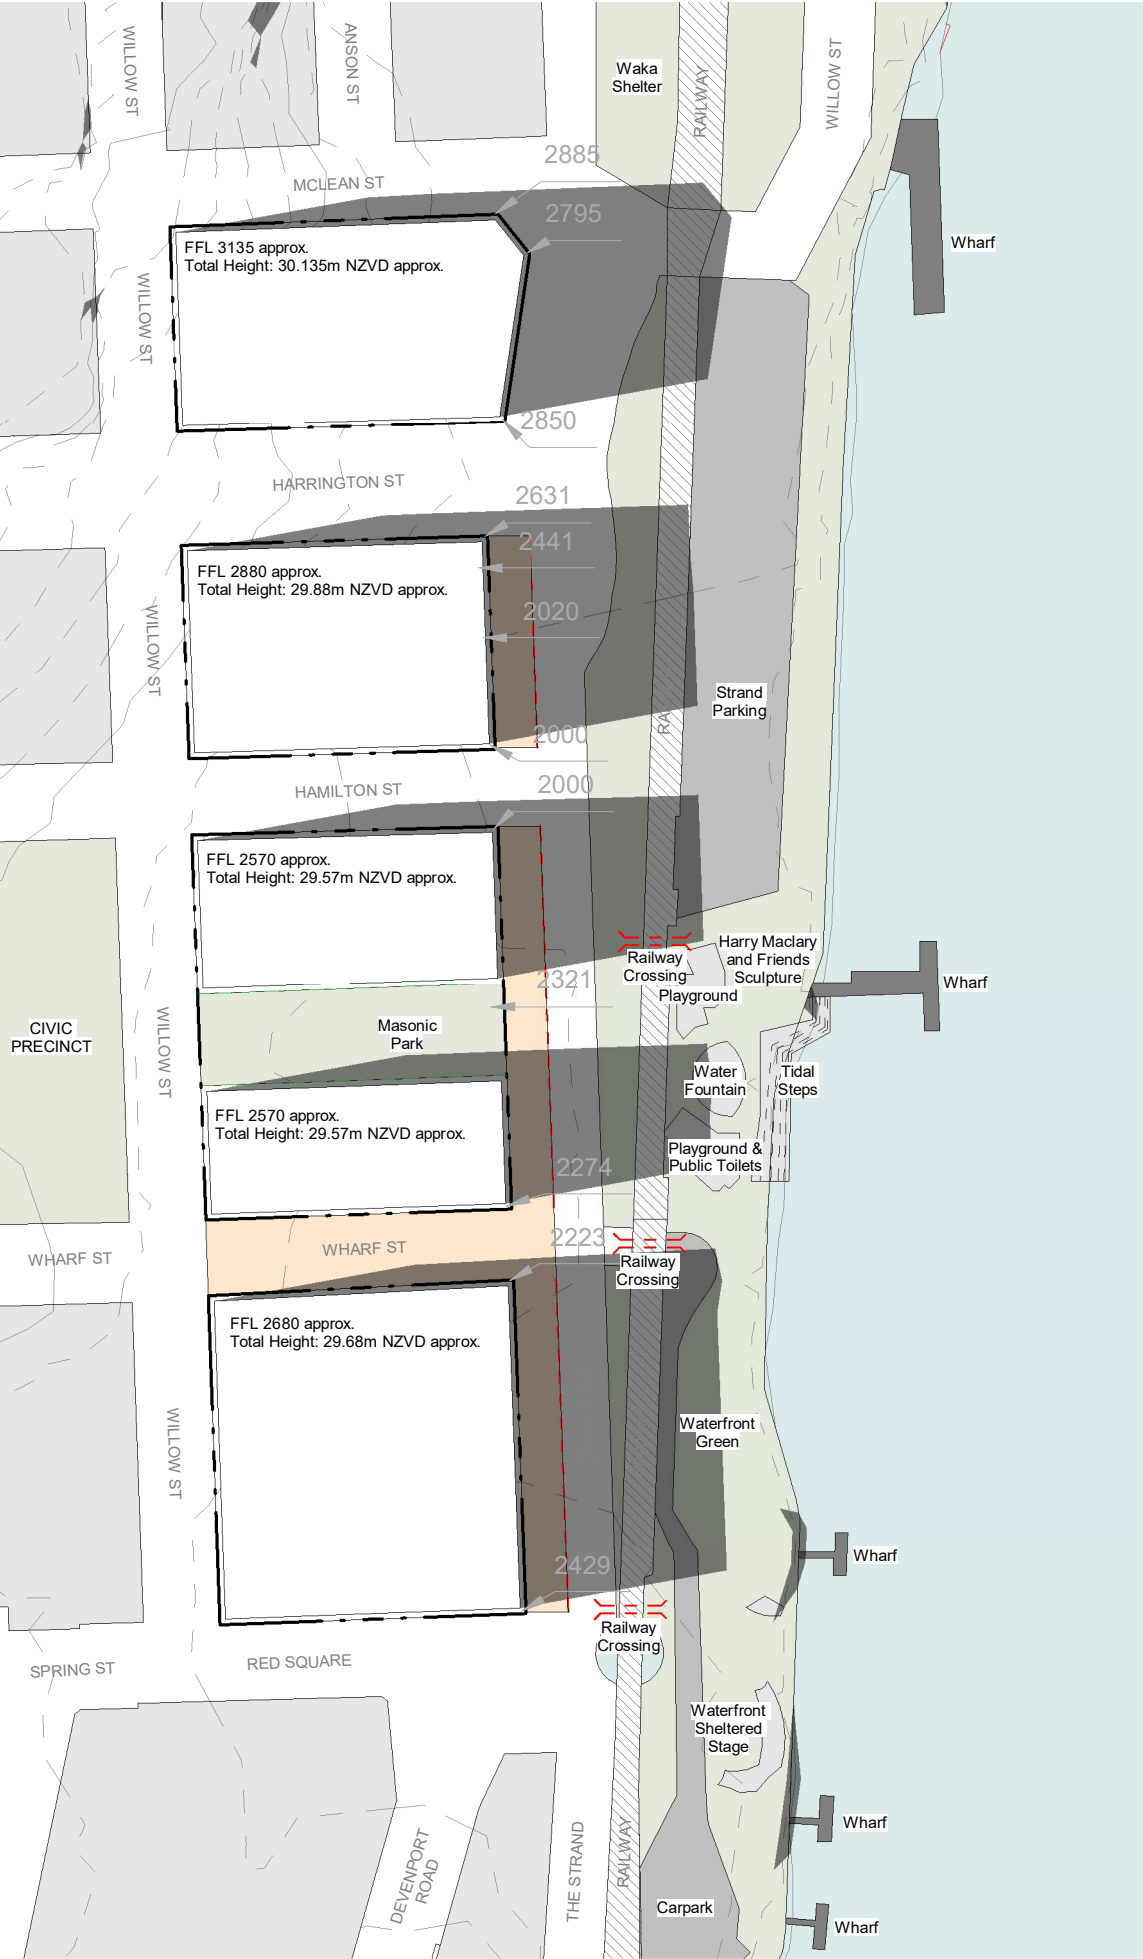 WILLOW ST
ANSON ST
Waka
Shelter
RAILWAY
WILLOW ST
MCLEAN ST
2885
2795
Wharf
FFL 3135 approx.
Total Height: 30.135m NZVD approx.
WILLOW ST
2850
HARRINGTON ST
2631
2441
FFL 2880 approx.
Total Height: 29.88m NZVD approx.
2020
WILLOW ST
Strand
Parking
RA
2000
HAMILTON ST
2000
FFL 2570 approx.
Total Height: 29.57m NZVD approx.
Railway
Crossing
Harry Maclary
and Friends
Sculpture
Playground
2321
Wharf
CIVIC
PRECINCT
WILLOW ST
Masonic
Park
Water
Fountain
Tidal
Steps
FFL 2570 approx.
Total Height: 29.57m NZVD approx.
Playground &
Public Toilets
2274
2223
WHARF ST
WHARF ST
Railway
Crossing
FFL 2680 approx.
Total Height: 29.68m NZVD approx.
WILLOW ST
Waterfront
Green
2429
Wharf
Railway
Crossing
SPRING ST
RED SQUARE
Waterfront
Sheltered
Stage
Wharf
DEVENPORT
ROAD
THE STRAND
RAILWAY
Carpark
Wharf